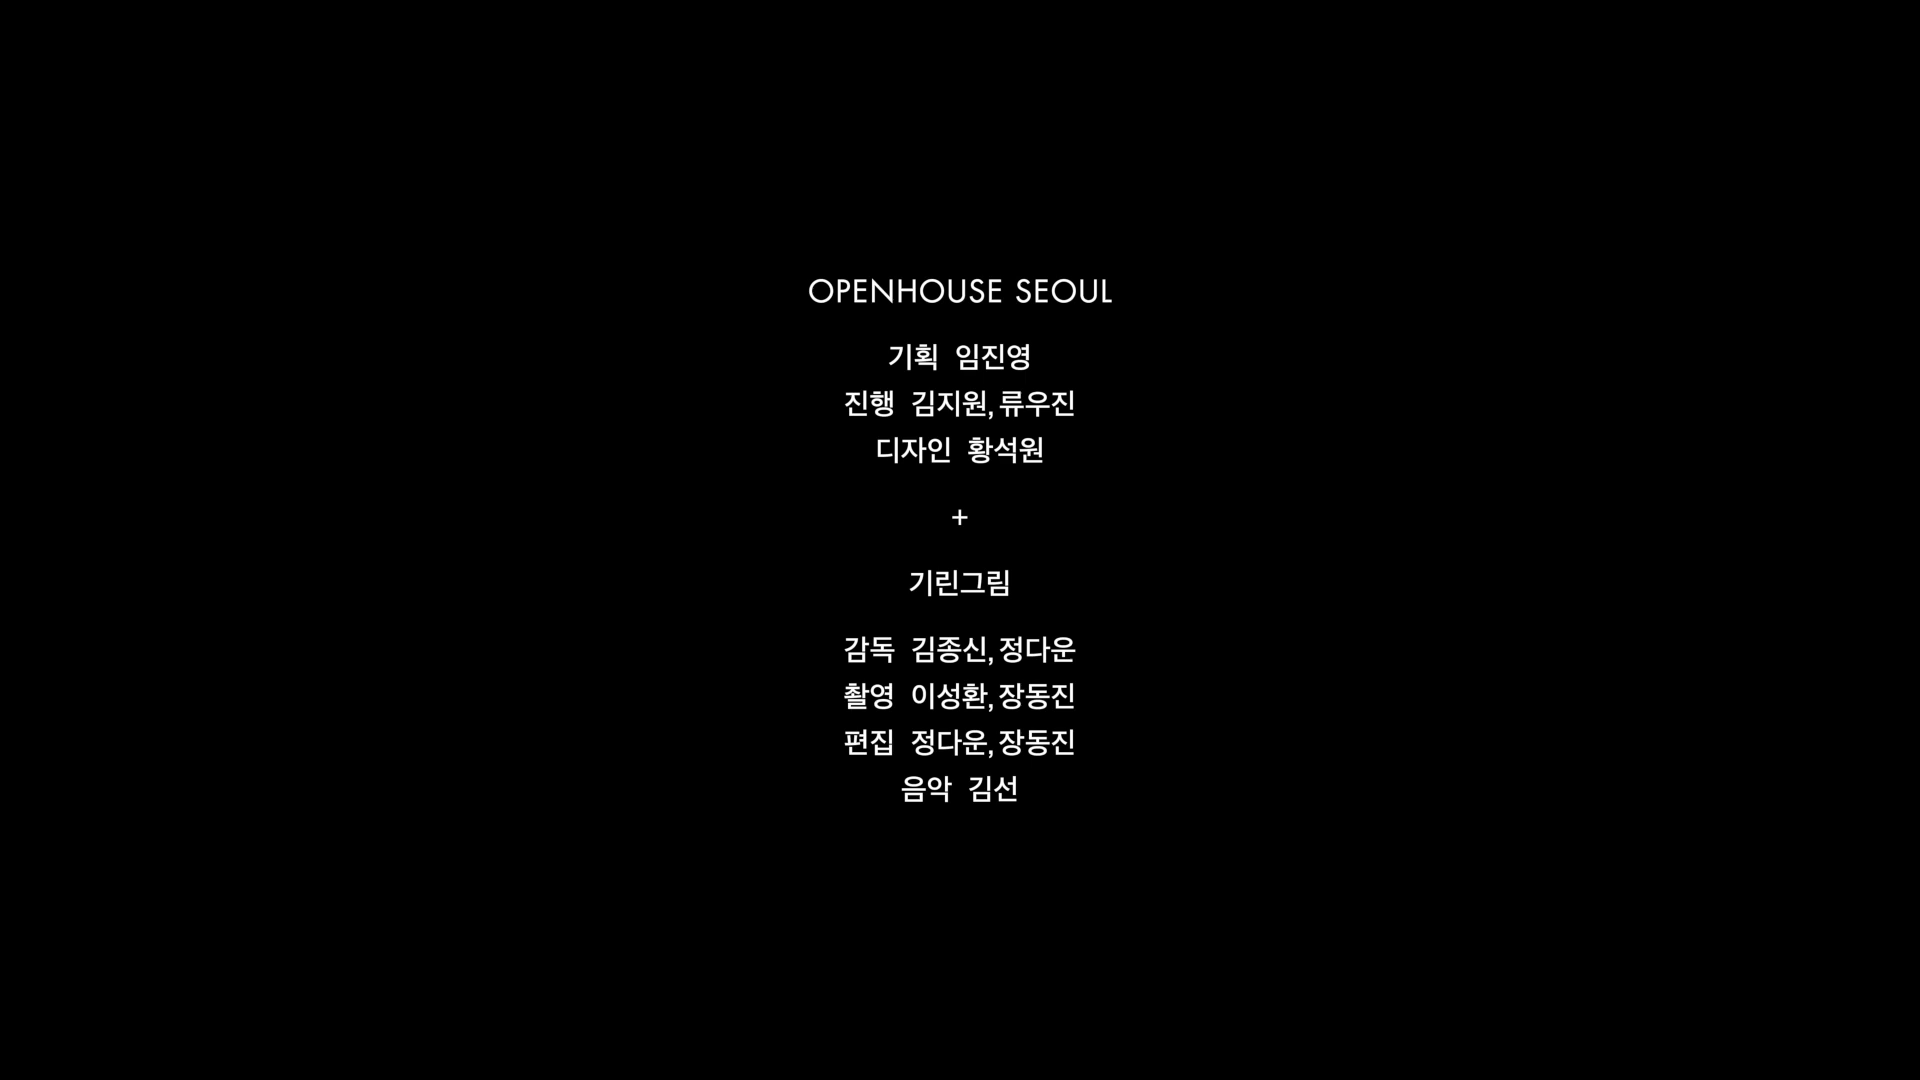 OPENHOUSE SEOUL
기획 임진영
진행 김지원, 류우진
디자인 황석원
+
기린그림
감독 김종신, 정다운
촬영 이성환, 장동진
편집 정다운, 장동진
음악 김선